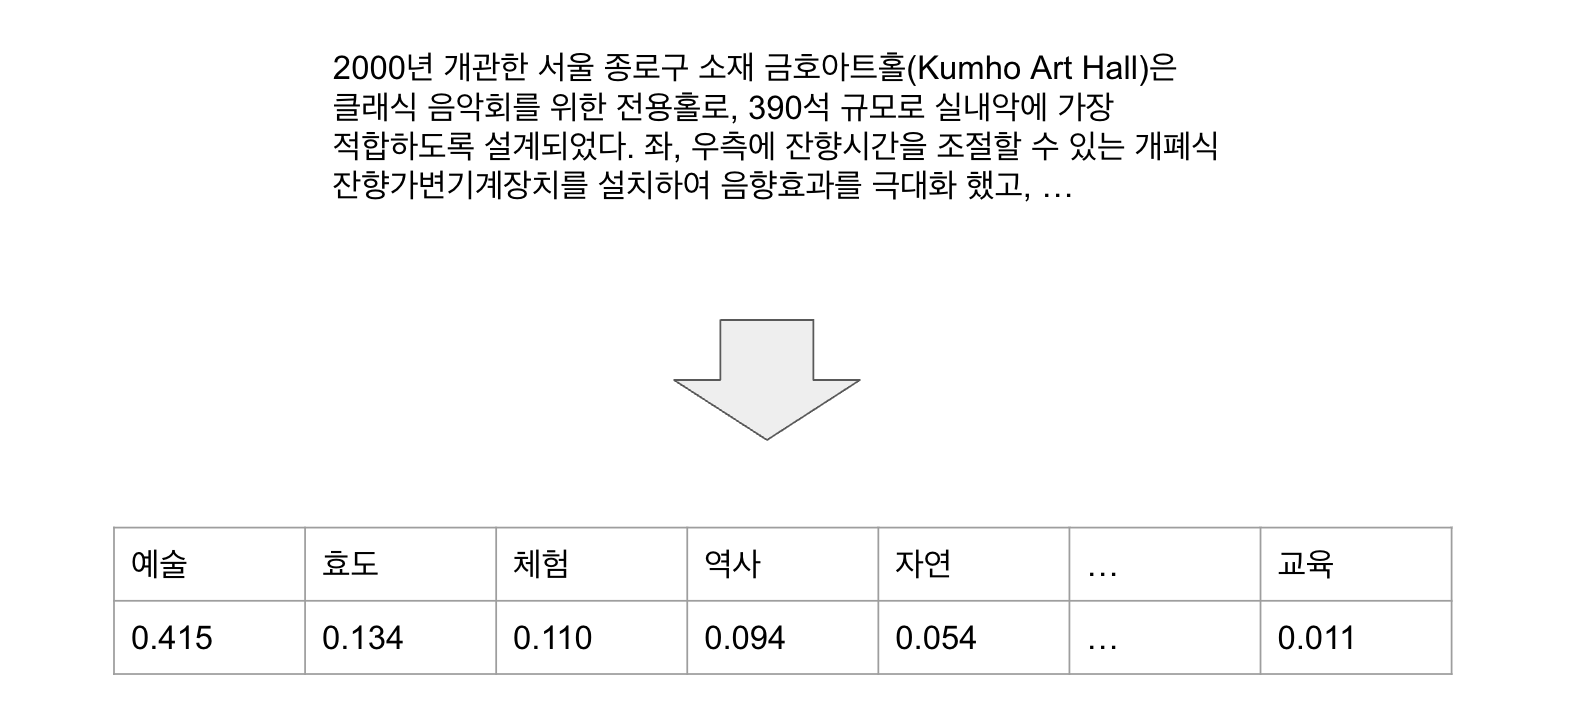 2000년 개관한 서울 종로구 소재 금호아트홀(Kumho Art Hall)은
클래식 음악회를 위한 전용홀로, 390석 규모로 실내악에 가장
적합하도록 설계되었다. 좌, 우측에 잔향시간을 조절할 수 있는 개폐식
잔향가변기계장치를 설치하여 음향효과를 극대화 했고, …
예술 효도 체험 역사 자연 … 교육
0.415 0.134 0.110 0.094 0.054 … 0.011